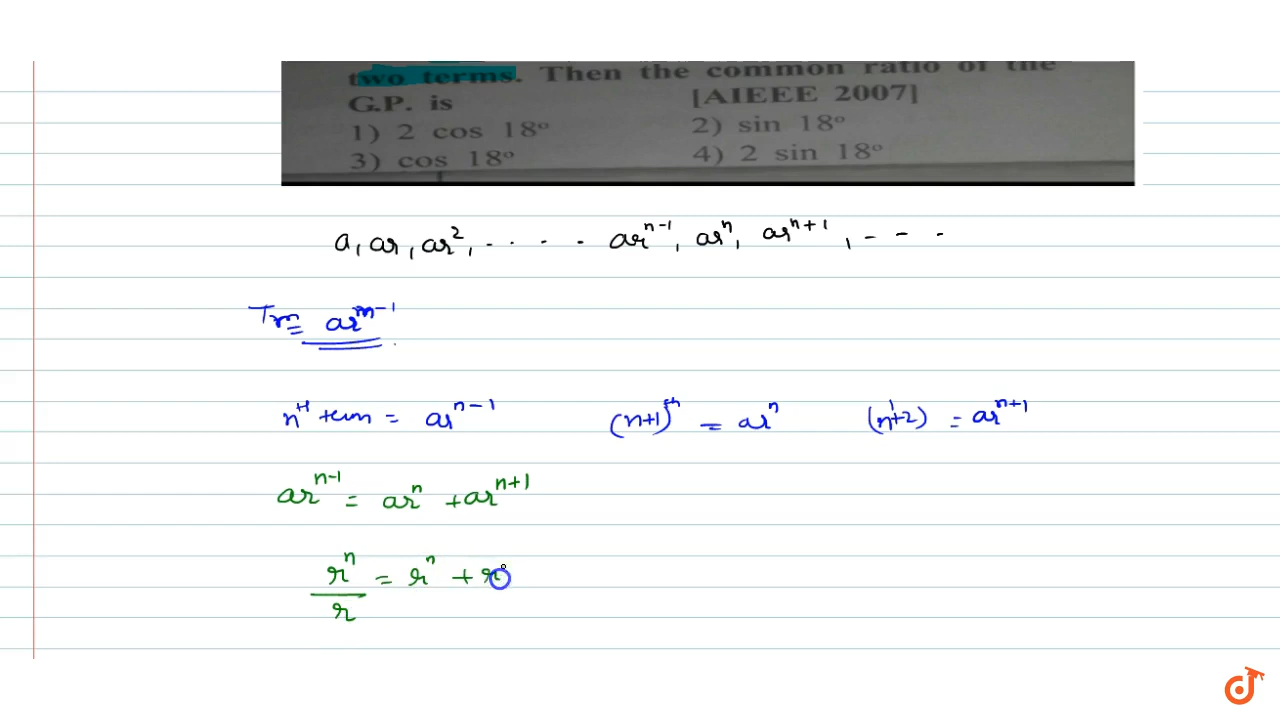 two terms. Then the common ratio of the
G.P. is [AIEEE 2007]
1) 2 cos 18° 2) sin 18°
3) cos 18° 4) 2 sin 18°
a, ar, ar², . . . . . ar^{n-1}, ar^n, ar^{n+1}, - - -
T_m = ar^{m-1}
n^{th} term = ar^{n-1} (n+1)^{th} = ar^n (n+2) = ar^{n+1}
ar^{n-1} = ar^n + ar^{n+1}
r^n/r = r^n + r